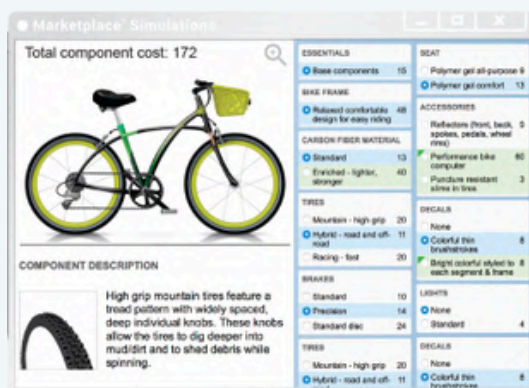 Marketplace® Simulations
Total component cost: 172
COMPONENT DESCRIPTION
High grip mountain tires feature a
tread pattern with widely spaced,
deep individual knobs. These knobs
allow the tires to dig deeper into
mud/dirt and to shed debris while
spinning.
ESSENTIALS
Base components 15
BIKE FRAME
Relaxed comfortable 48
design for easy riding
CARBON FIBER MATERIAL
Standard 13
Enriched - lighter, 40
stronger
TIRES
Mountain - high grip 20
Hybrid - road and off- 11
road
Racing - fast 20
BRAKES
Standard 10
Precision 14
Standard disc 24
TIRES
Mountain - high grip 20
Hybrid - road and off- 11
SEAT
Polymer gel all-purpose 9
Polymer gel comfort 13
ACCESSORIES
Reflectors (front, back, 5
spokes, pedals, wheel
rims)
Performance bike 60
computer
Puncture resistant 3
slime in tires
DECALS
None
Colorful thin 8
brushstrokes
Bright colorful styled to 8
each segment & frame
LIGHTS
None
Standard 4
DECALS
None
Colorful thin 8
brushstrokes